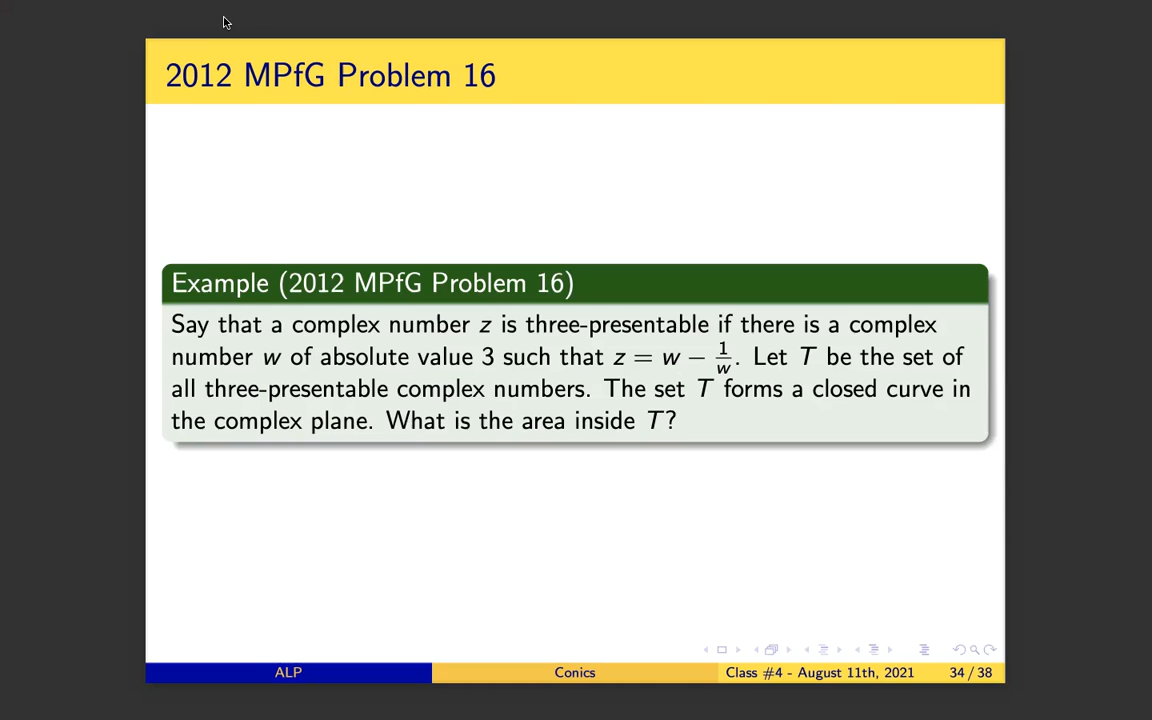 2012 MPfG Problem 16
Example (2012 MPfG Problem 16)
Say that a complex number z is three-presentable if there is a complex
number w of absolute value 3 such that z = w − 1/w. Let T be the set of
all three-presentable complex numbers. The set T forms a closed curve in
the complex plane. What is the area inside T?
ALP
Conics
Class #4 - August 11th, 2021
34 / 38